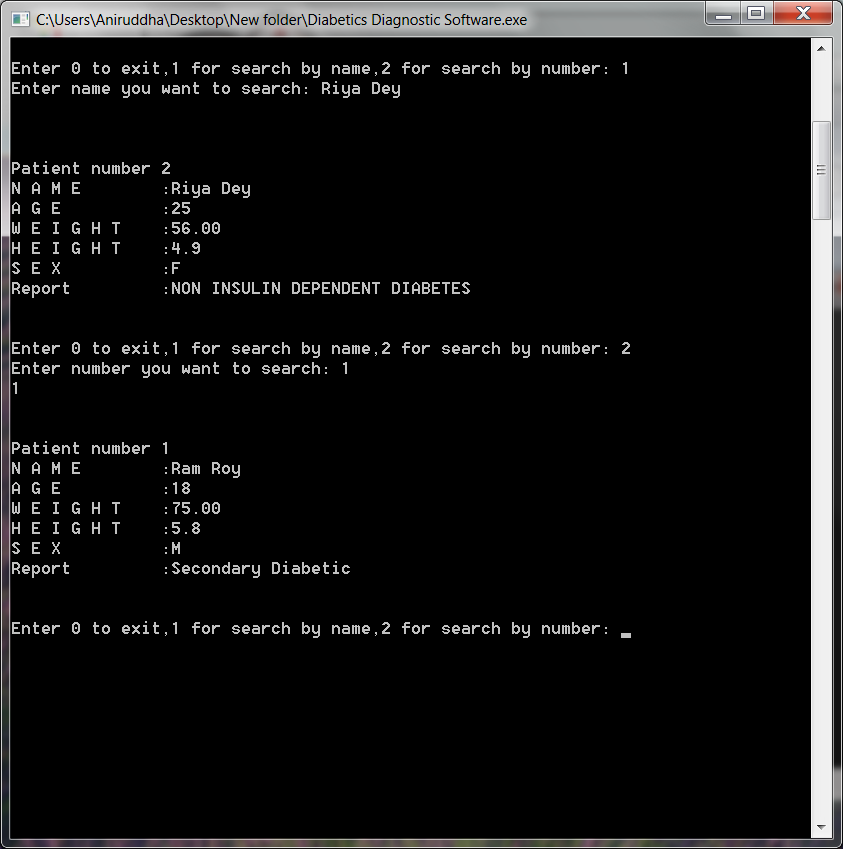 C:\Users\Aniruddha\Desktop\New folder\Diabetics Diagnostic Software.exe
Enter 0 to exit,1 for search by name,2 for search by number: 1
Enter name you want to search: Riya Dey
Patient number 2
N A M E :Riya Dey
A G E :25
W E I G H T :56.00
H E I G H T :4.9
S E X :F
Report :NON INSULIN DEPENDENT DIABETES
Enter 0 to exit,1 for search by name,2 for search by number: 2
Enter number you want to search: 1
1
Patient number 1
N A M E :Ram Roy
A G E :18
W E I G H T :75.00
H E I G H T :5.8
S E X :M
Report :Secondary Diabetic
Enter 0 to exit,1 for search by name,2 for search by number: